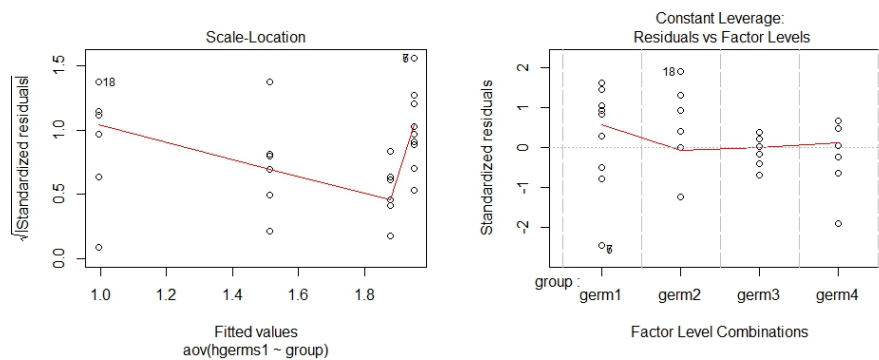 Scale-Location
√|Standardized residuals|
1.5
1.0
0.5
0.0
18
1.0
1.2
1.4
1.6
1.8
Fitted values
aov(hgerms1 ~ group)
Constant Leverage:
Residuals vs Factor Levels
Standardized residuals
2
1
0
-1
-2
18
group :
germ1
germ2
germ3
germ4
Factor Level Combinations